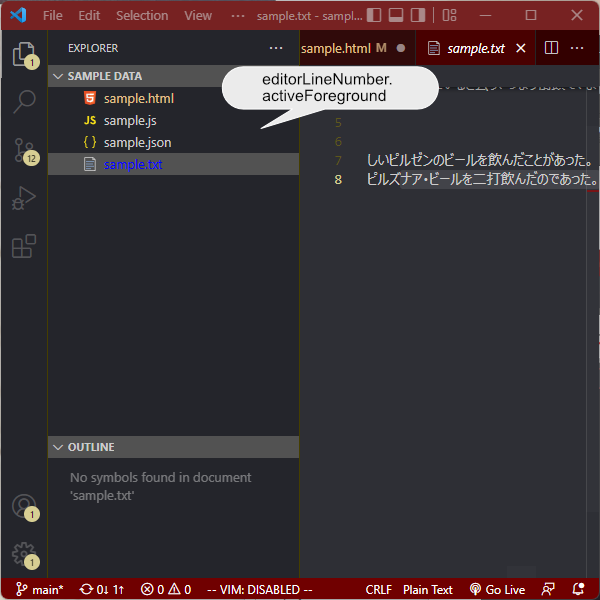 File Edit Selection View ··· sample.txt - sampl...
EXPLORER ···
sample.html M ● sample.txt ···
SAMPLE DATA
editorLineNumber.
activeForeground
sample.html
JS sample.js
{ } sample.json
sample.txt
5
6
7 しいピルゼンのビールを飲んだことがあった。
8 ピルズナア・ビールを二打飲んだのであった。
1
12
OUTLINE
No symbols found in document
'sample.txt'
1
1
main* 0↓ 1↑ 0 0 -- VIM: DISABLED -- CRLF Plain Text Go Live